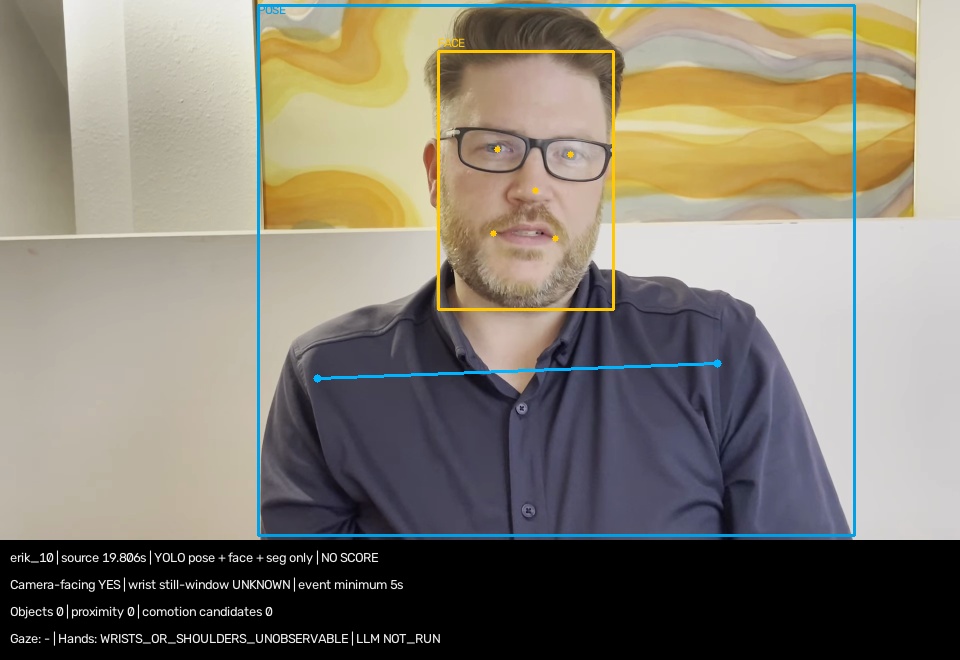 POSE
FACE
erik_10 | source 19.806s | YOLO pose + face + seg only | NO SCORE
Camera-facing YES | wrist still-window UNKNOWN | event minimum 5s
Objects 0 | proximity 0 | comotion candidates 0
Gaze: - | Hands: WRISTS_OR_SHOULDERS_UNOBSERVABLE | LLM NOT_RUN